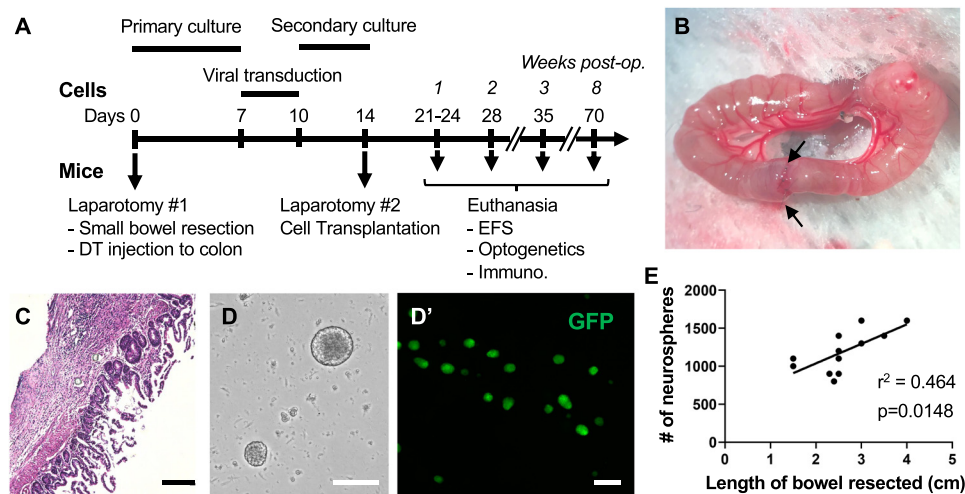 A
Primary culture
Secondary culture
Viral transduction
Weeks post-op.
Cells
1 2 3 8
Days 0 7 10 14 21-24 28 35 70
Mice
Laparotomy #1
- Small bowel resection
- DT injection to colon
Laparotomy #2
Cell Transplantation
Euthanasia
- EFS
- Optogenetics
- Immuno.
B
C
D
D'
GFP
E
# of neurospheres
2000
1500
1000
500
0
r² = 0.464
p=0.0148
0 1 2 3 4 5
Length of bowel resected (cm)